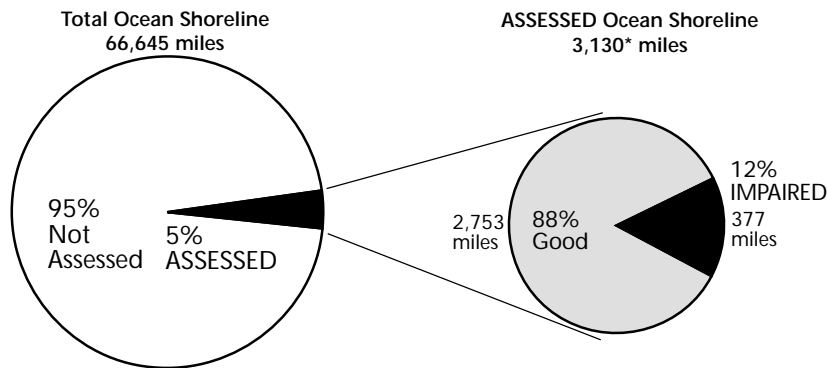 Total Ocean Shoreline
66,645 miles
95%
Not
Assessed
5%
ASSESSED
ASSESSED Ocean Shoreline
3,130* miles
2,753
miles
88%
Good
12%
IMPAIRED
377
miles